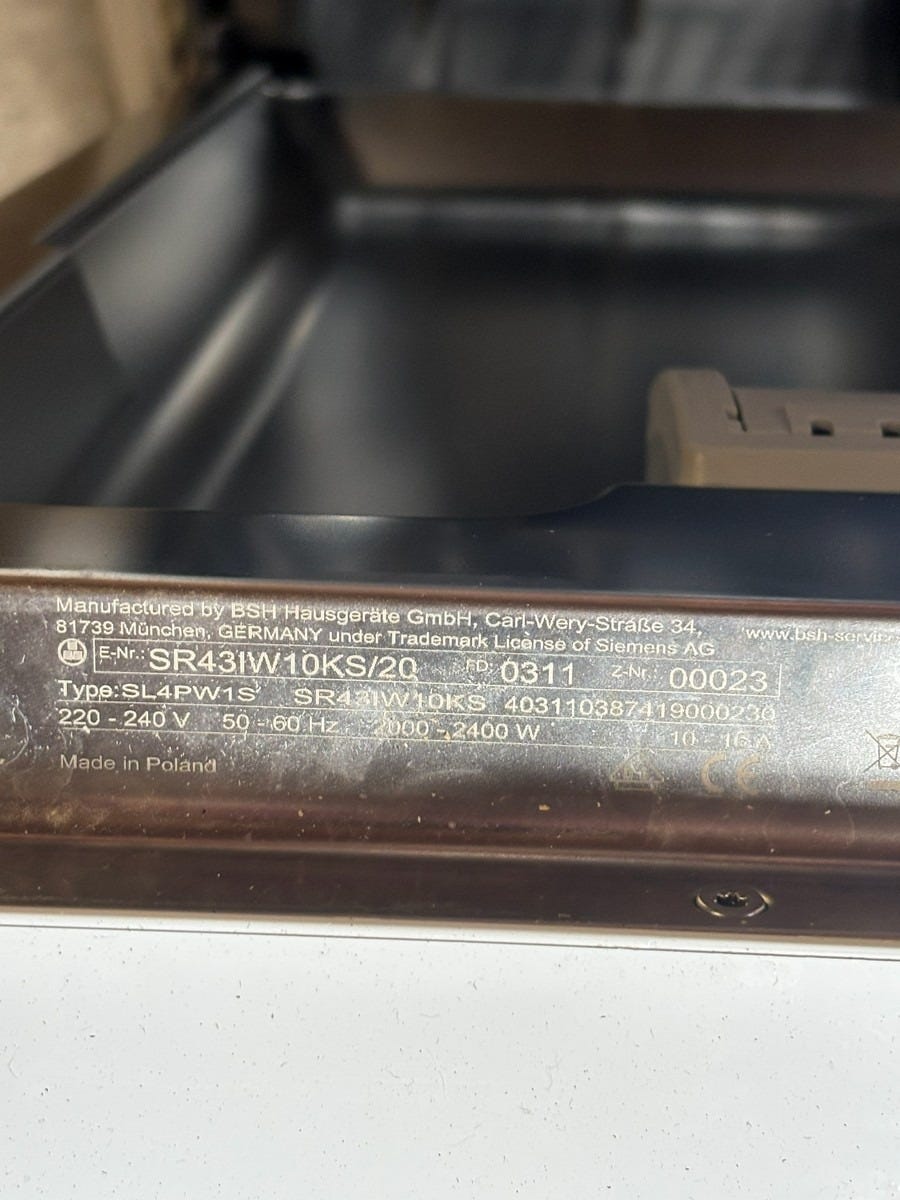 Manufactured by BSH Hausgeräte GmbH, Carl-Wery-Straße 34,
81739 München, GERMANY under Trademark License of Siemens AG
www.bsh-servic
E-Nr.: SR43IW10KS/20 FD: 0311 Z-Nr.: 00023
Type: SL4PW1S SR43IW10KS 403110387419000230
220 - 240 V 50 - 60 Hz 2000 - 2400 W 10 - 16 A
Made in Poland
CE